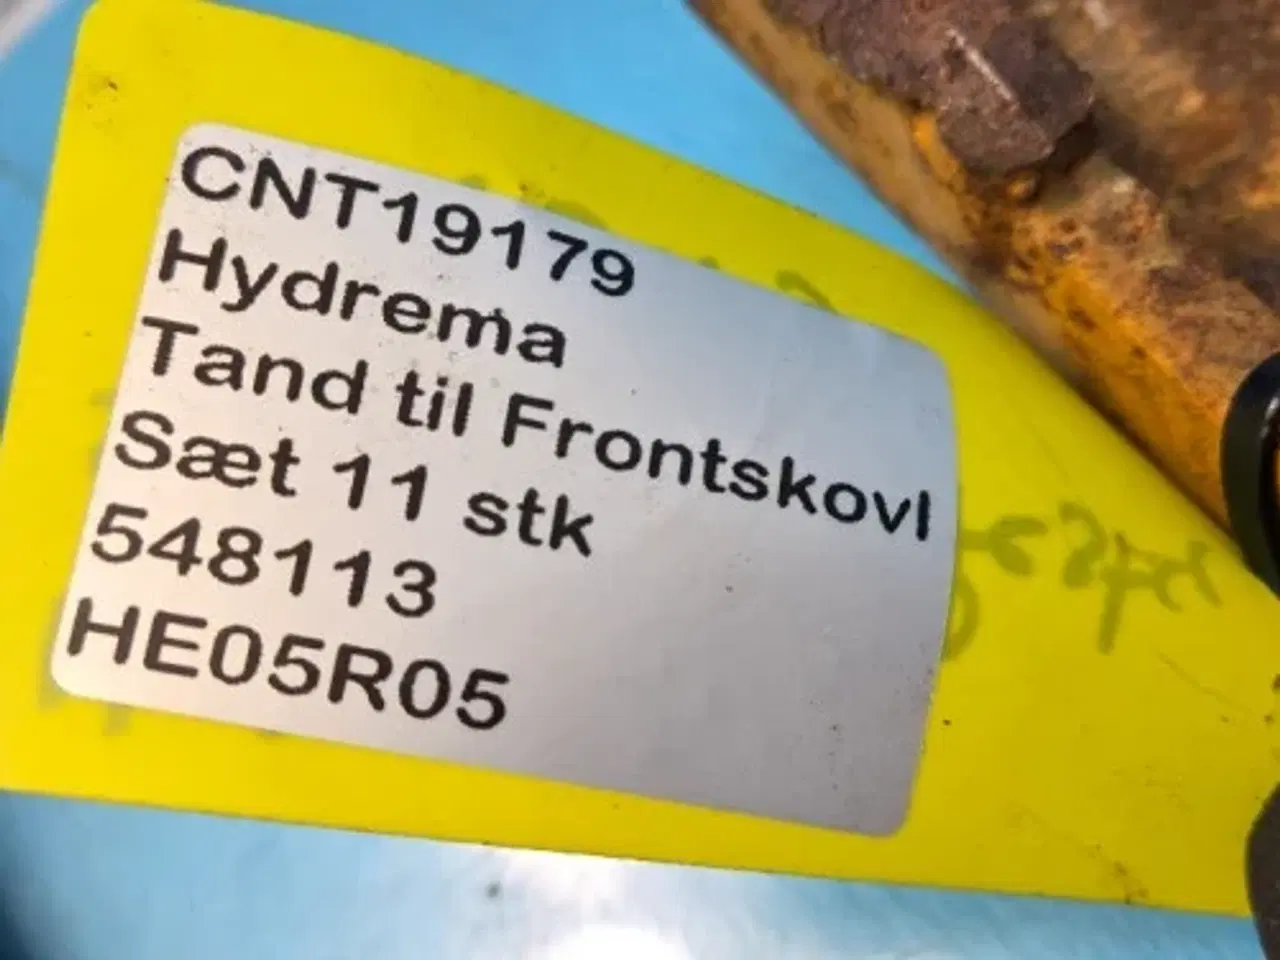 CNT19179
Hydrema
Tand til Frontskovl
Sæt 11 stk
548113
HE05R05